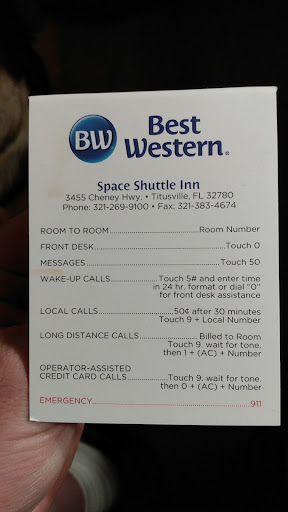 BW
Best
Western®
Space Shuttle Inn
3455 Cheney Hwy. • Titusville, FL 32780
Phone: 321-269-9100 • Fax: 321-383-4674
ROOM TO ROOM........Room Number
FRONT DESK........Touch 0
MESSAGES........Touch 50
WAKE-UP CALLS........Touch 5# and enter time
in 24 hr. format or dial "0"
for front desk assistance
LOCAL CALLS........50¢ after 30 minutes
Touch 9 + Local Number
LONG DISTANCE CALLS........Billed to Room
Touch 9. wait for tone.
then 1 + (AC) + Number
OPERATOR-ASSISTED
CREDIT CARD CALLS........Touch 9. wait for tone.
then 0 + (AC) + Number
EMERGENCY........911